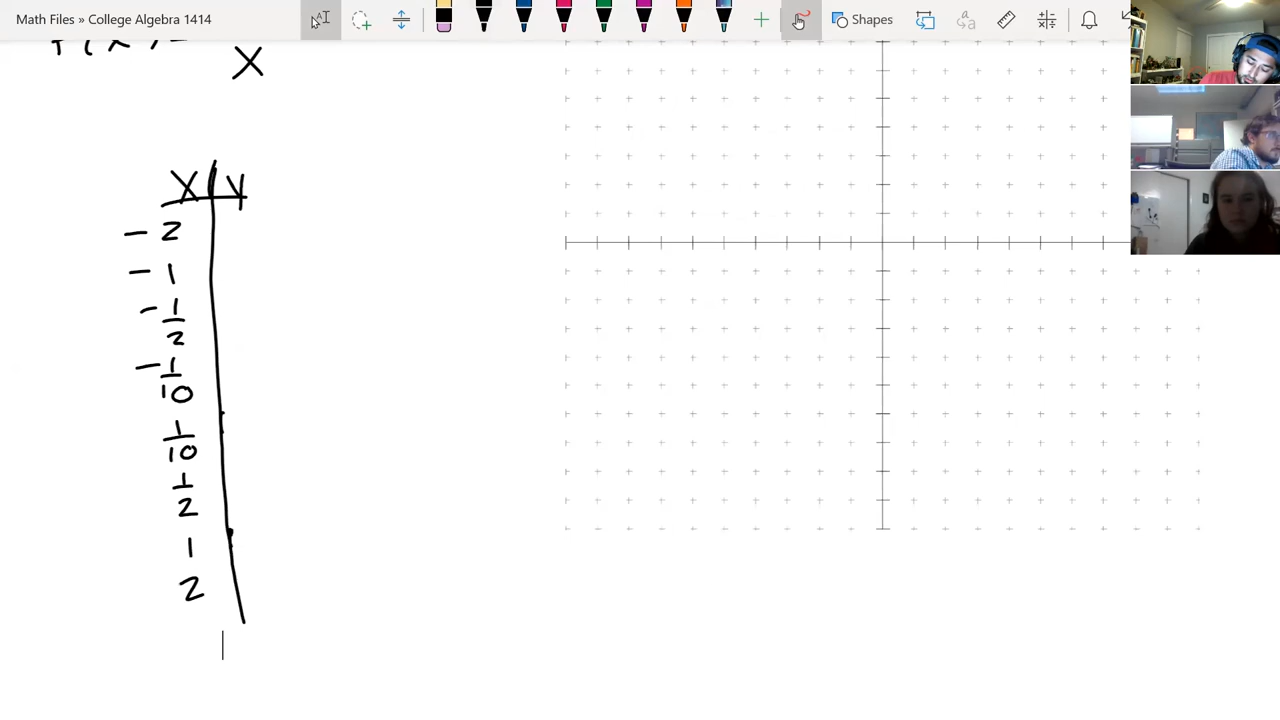 Math Files » College Algebra 1414
Shapes
f(x)=
X
X y
-2
-1
-1/2
-1/10
1/10
1/2
1
2